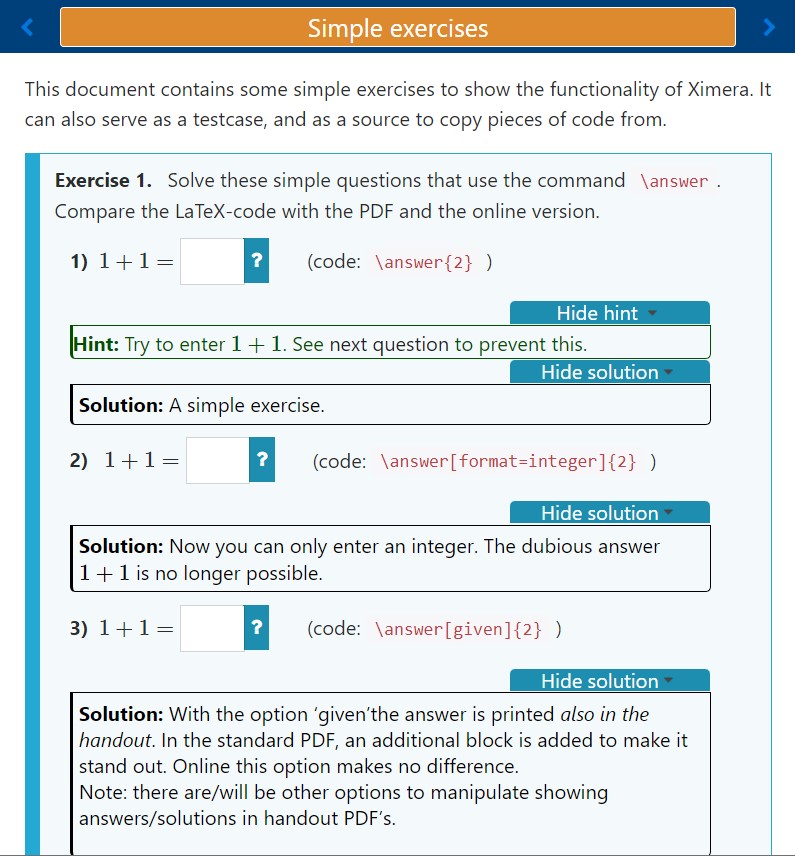 Simple exercises
This document contains some simple exercises to show the functionality of Ximera. It
can also serve as a testcase, and as a source to copy pieces of code from.
Exercise 1. Solve these simple questions that use the command \answer .
Compare the LaTeX-code with the PDF and the online version.
1) 1 + 1 = ? (code: \answer{2} )
Hide hint
Hint: Try to enter 1 + 1. See next question to prevent this.
Hide solution
Solution: A simple exercise.
2) 1 + 1 = ? (code: \answer[format=integer]{2} )
Hide solution
Solution: Now you can only enter an integer. The dubious answer
1 + 1 is no longer possible.
3) 1 + 1 = ? (code: \answer[given]{2} )
Hide solution
Solution: With the option ‘given’the answer is printed also in the
handout. In the standard PDF, an additional block is added to make it
stand out. Online this option makes no difference.
Note: there are/will be other options to manipulate showing
answers/solutions in handout PDF’s.